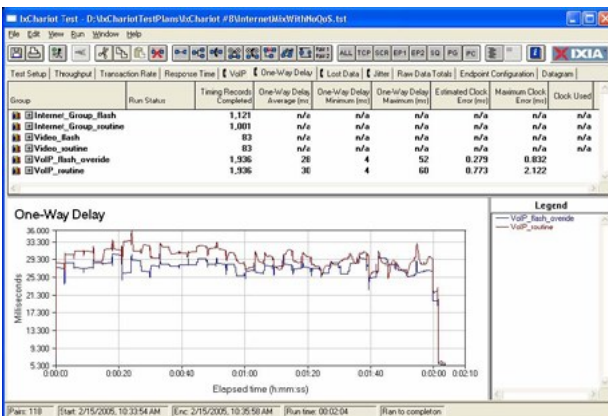 IxChariot Test - D:\IxChariotTestPlans\IxChariot #8\InternetMixWithNoQoS.tst
File Edit View Run Window Help
ALL TCP SCR EP1 EP2 SQ PG PC
IXIA
Test Setup Throughput Transaction Rate Response Time VoIP One-Way Delay Lost Data Jitter Raw Data Totals Endpoint Configuration Datagram
Group Run Status Timing Records Completed One-Way Delay Average (ms) One-Way Delay Minimum (ms) One-Way Delay Maximum (ms) Estimated Clock Error (ms) Maximum Clock Error (ms) Clock Used
Internet_Group_flash 1,121 n/a n/a n/a n/a n/a n/a
Internet_Group_routine 1,001 n/a n/a n/a n/a n/a n/a
Video_flash 83 n/a n/a n/a n/a n/a n/a
Video_routine 83 n/a n/a n/a n/a n/a n/a
VoIP_flash_overide 1,936 28 4 52 0.279 0.832
VoIP_routine 1,936 30 4 60 0.773 2.122
One-Way Delay
Legend
VoIP_flash_overide
VoIP_routine
Milliseconds
36.000
33.300
29.300
25.300
21.300
17.300
13.300
9.300
5.300
0:00:00 0:00:20 0:00:40 0:01:00 0:01:20 0:01:40 0:02:00 0:02:10
Elapsed time (h:mm:ss)
Pairs: 118 Start: 2/15/2005, 10:33:54 AM End: 2/15/2005, 10:35:58 AM Run time: 00:02:04 Ran to completion